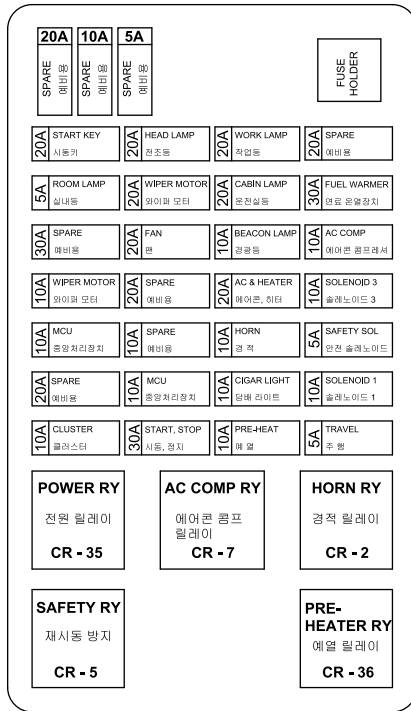 20A 10A 5A
SPARE 예비용
SPARE 예비용
SPARE 예비용
FUSE
HOLDER
20A START KEY 시동키
20A HEAD LAMP 전조등
20A WORK LAMP 작업등
20A SPARE 예비용
5A ROOM LAMP 실내등
20A WIPER MOTOR 와이퍼 모터
20A CABIN LAMP 운전실등
30A FUEL WARMER 연료 온열장치
30A SPARE 예비용
20A FAN 팬
10A BEACON LAMP 경광등
10A AC COMP 에어콘 콤프레셔
10A WIPER MOTOR 와이퍼 모터
20A SPARE 예비용
20A AC & HEATER 에어콘, 히터
10A SOLENOID 3 솔레노이드 3
10A MCU 중앙처리장치
10A SPARE 예비용
10A HORN 경 적
5A SAFETY SOL 안전 솔레노이드
20A SPARE 예비용
10A MCU 중앙처리장치
10A CIGAR LIGHT 담배 라이트
10A SOLENOID 1 솔레노이드 1
10A CLUSTER 클러스터
30A START, STOP 시동, 정지
10A PRE-HEAT 예 열
5A TRAVEL 주 행
POWER RY
전원 릴레이
CR - 35
AC COMP RY
에어콘 콤프
릴레이
CR - 7
HORN RY
경적 릴레이
CR - 2
SAFETY RY
재시동 방지
CR - 5
PRE-
HEATER RY
예열 릴레이
CR - 36